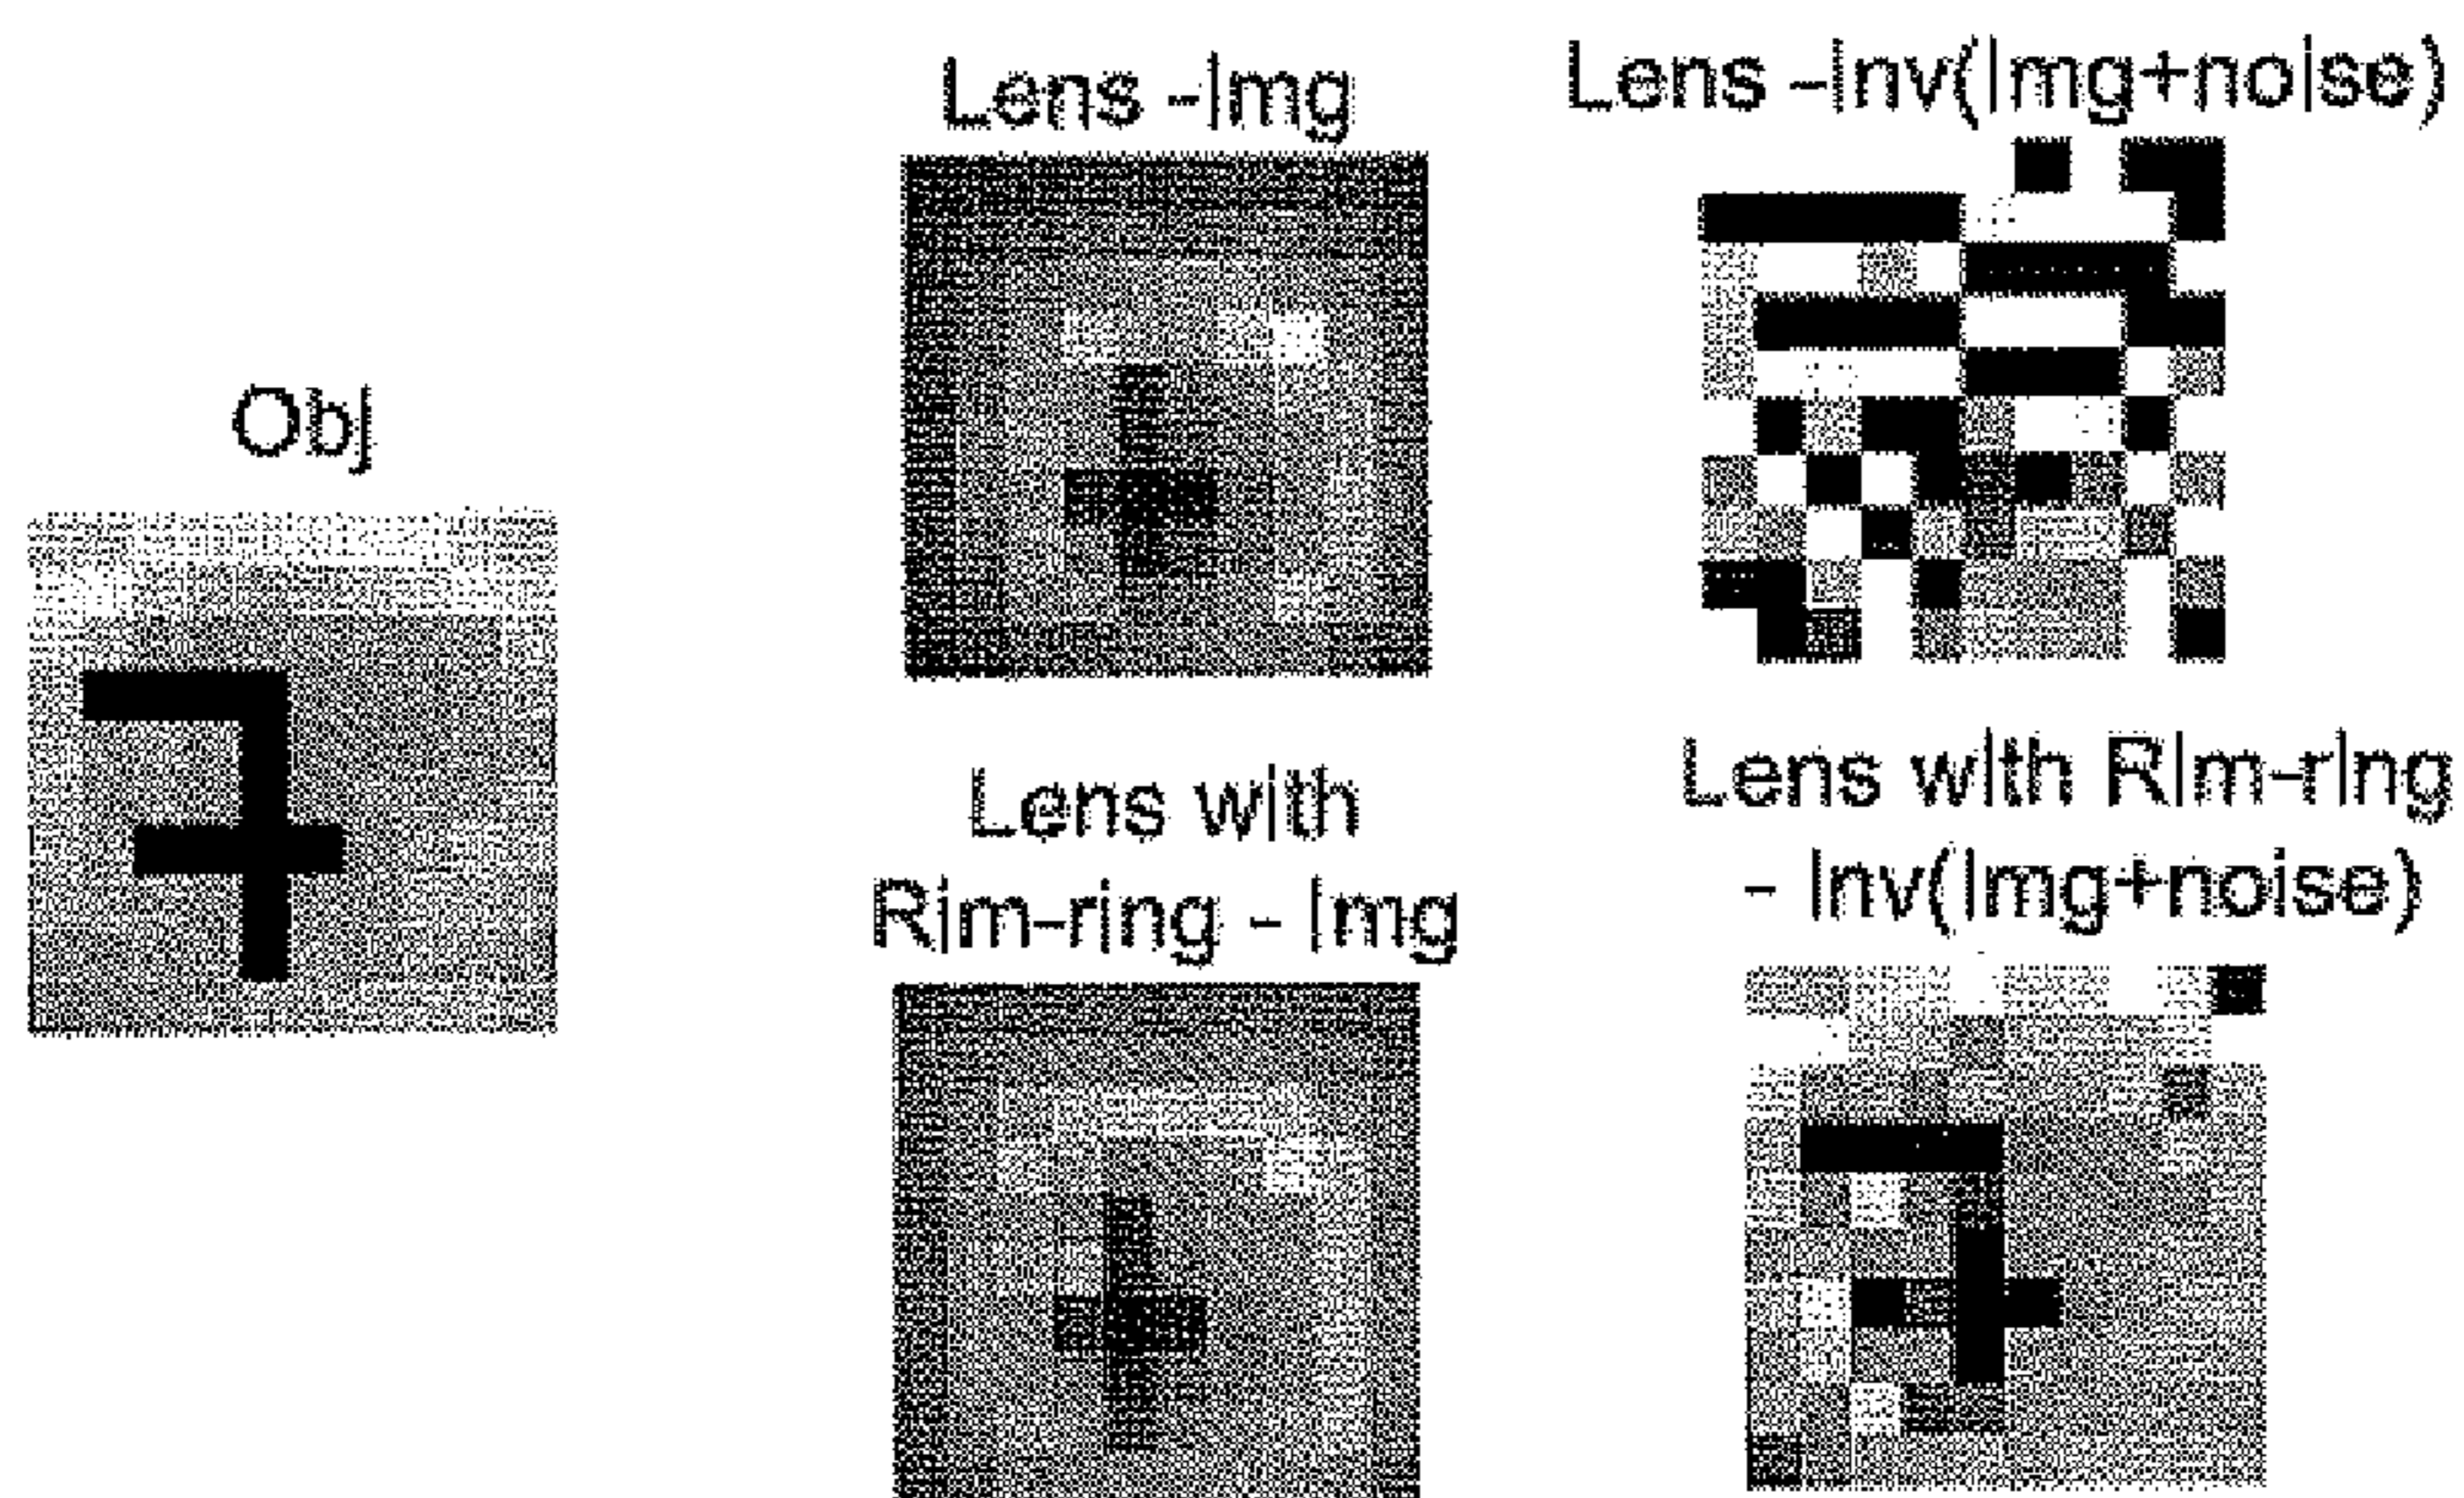 Obj
Lens -Img
Lens -Inv(Img+noise)
Lens with
Rim-ring - Img
Lens with Rim-ring
- Inv(Img+noise)